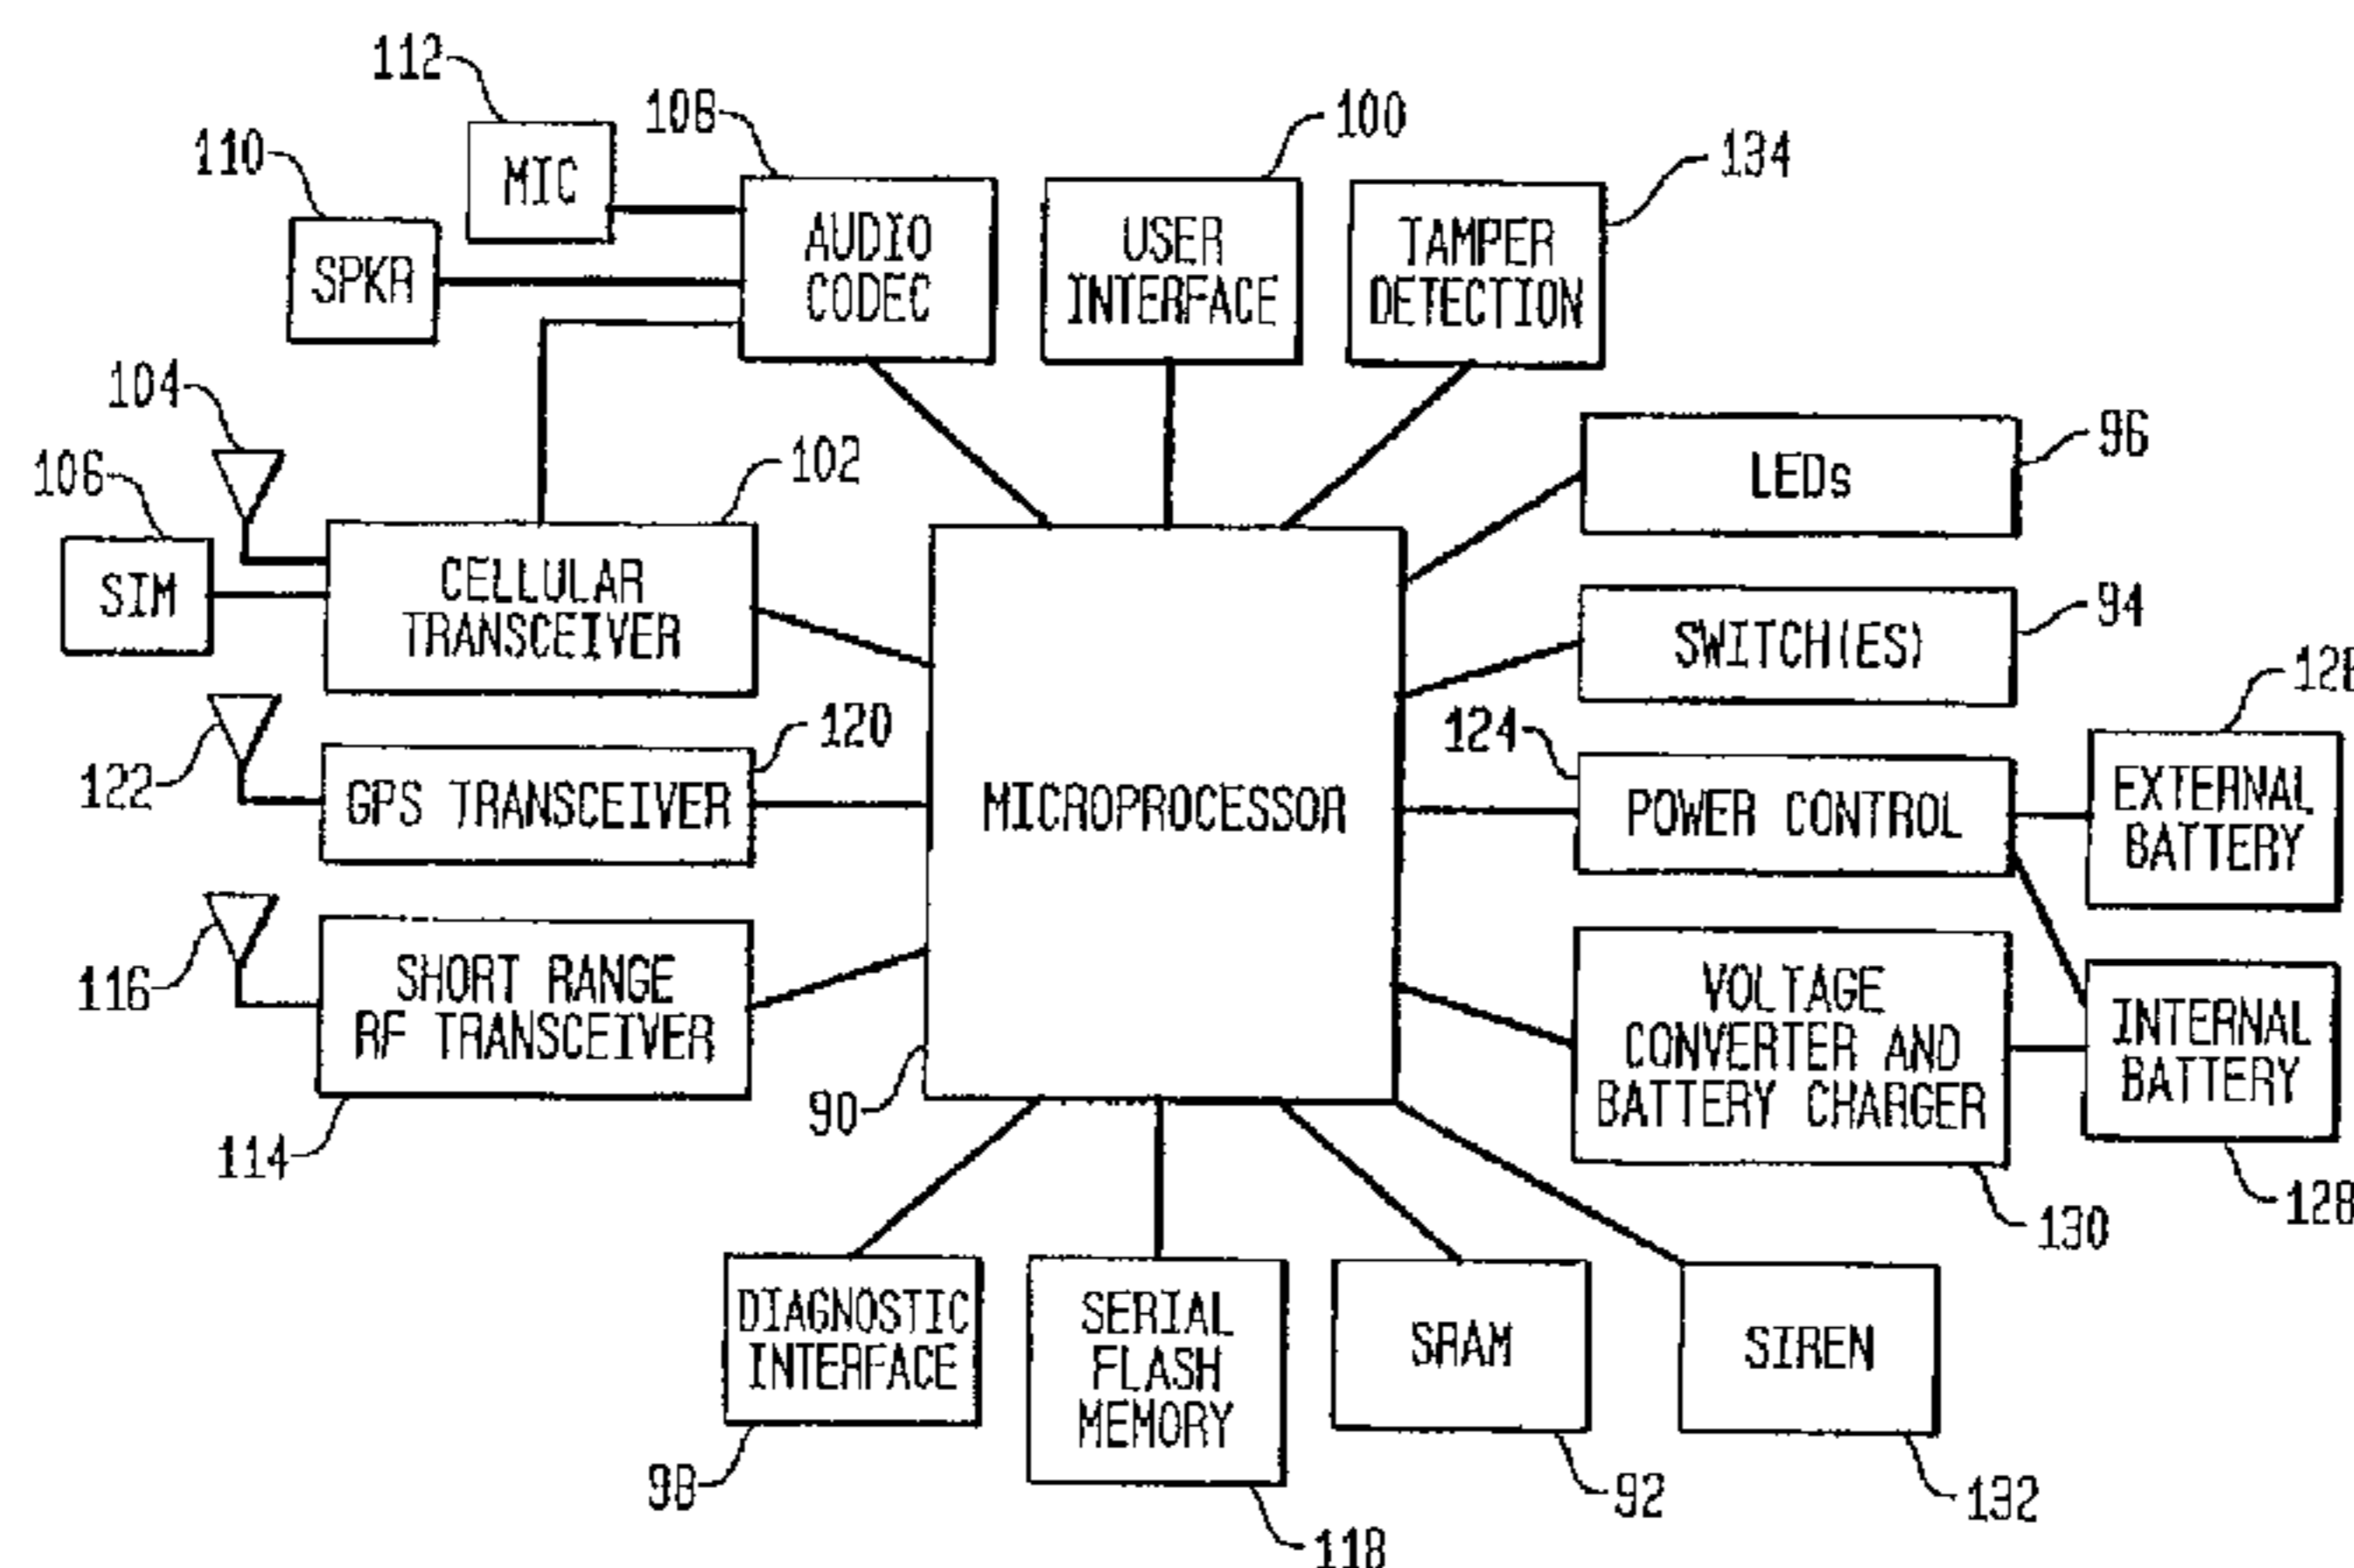 112
108
100
134
110
MIC
SPKR
AUDIO
CODEC
USER
INTERFACE
TAMPER
DETECTION
104
106
102
96
LEDs
SIM
CELLULAR
TRANSCEIVER
94
SWITCH(ES)
122
120
GPS TRANSCEIVER
MICROPROCESSOR
124
POWER CONTROL
EXTERNAL
BATTERY
116
SHORT RANGE
RF TRANSCEIVER
114
90
VOLTAGE
CONVERTER AND
BATTERY CHARGER
130
INTERNAL
BATTERY
128
DIAGNOSTIC
INTERFACE
98
SERIAL
FLASH
MEMORY
118
SRAM
92
SIREN
132